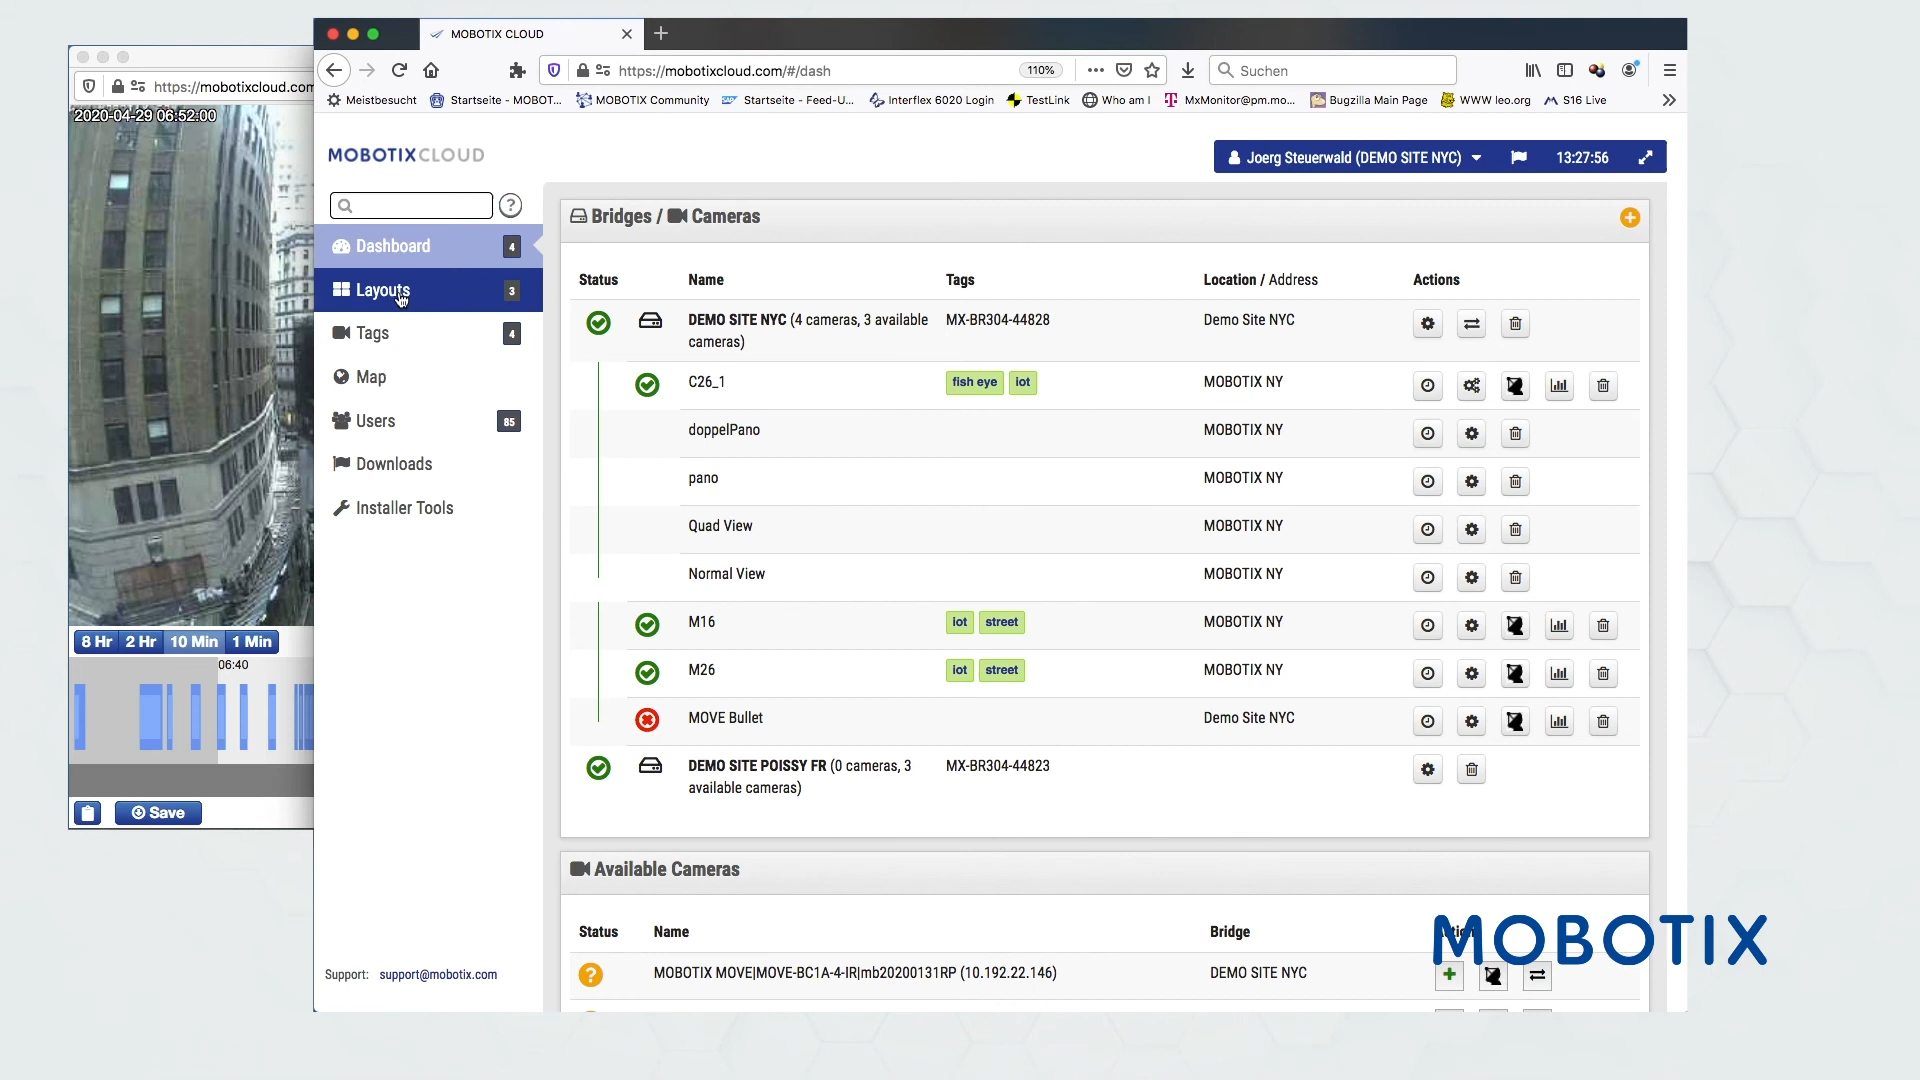 MOBOTIX CLOUD
https://mobotixcloud.com/#/dash
110%
Suchen
https://mobotixcloud.com
Meistbesucht
Startseite - MOBOT...
MOBOTIX Community
Startseite - Feed-U...
Interflex 6020 Login
TestLink
Who am I
MxMonitor@pm.mo...
Bugzilla Main Page
WWW leo.org
S16 Live
2020-04-29 06:52:00
MOBOTIXCLOUD
Joerg Steuerwald (DEMO SITE NYC)
13:27:56
Dashboard 4
Layouts 3
Tags 4
Map
Users 85
Downloads
Installer Tools
Support: support@mobotix.com
8 Hr 2 Hr 10 Min 1 Min
06:40
Save
Bridges / Cameras
Status Name Tags Location / Address Actions
DEMO SITE NYC (4 cameras, 3 available MX-BR304-44828 Demo Site NYC
cameras)
C26_1 fish eye iot MOBOTIX NY
doppelPano MOBOTIX NY
pano MOBOTIX NY
Quad View MOBOTIX NY
Normal View MOBOTIX NY
M16 iot street MOBOTIX NY
M26 iot street MOBOTIX NY
MOVE Bullet Demo Site NYC
DEMO SITE POISSY FR (0 cameras, 3 MX-BR304-44823
available cameras)
Available Cameras
Status Name Bridge
MOBOTIX MOVE|MOVE-BC1A-4-IR|mb20200131RP (10.192.22.146) DEMO SITE NYC
MOBOTIX